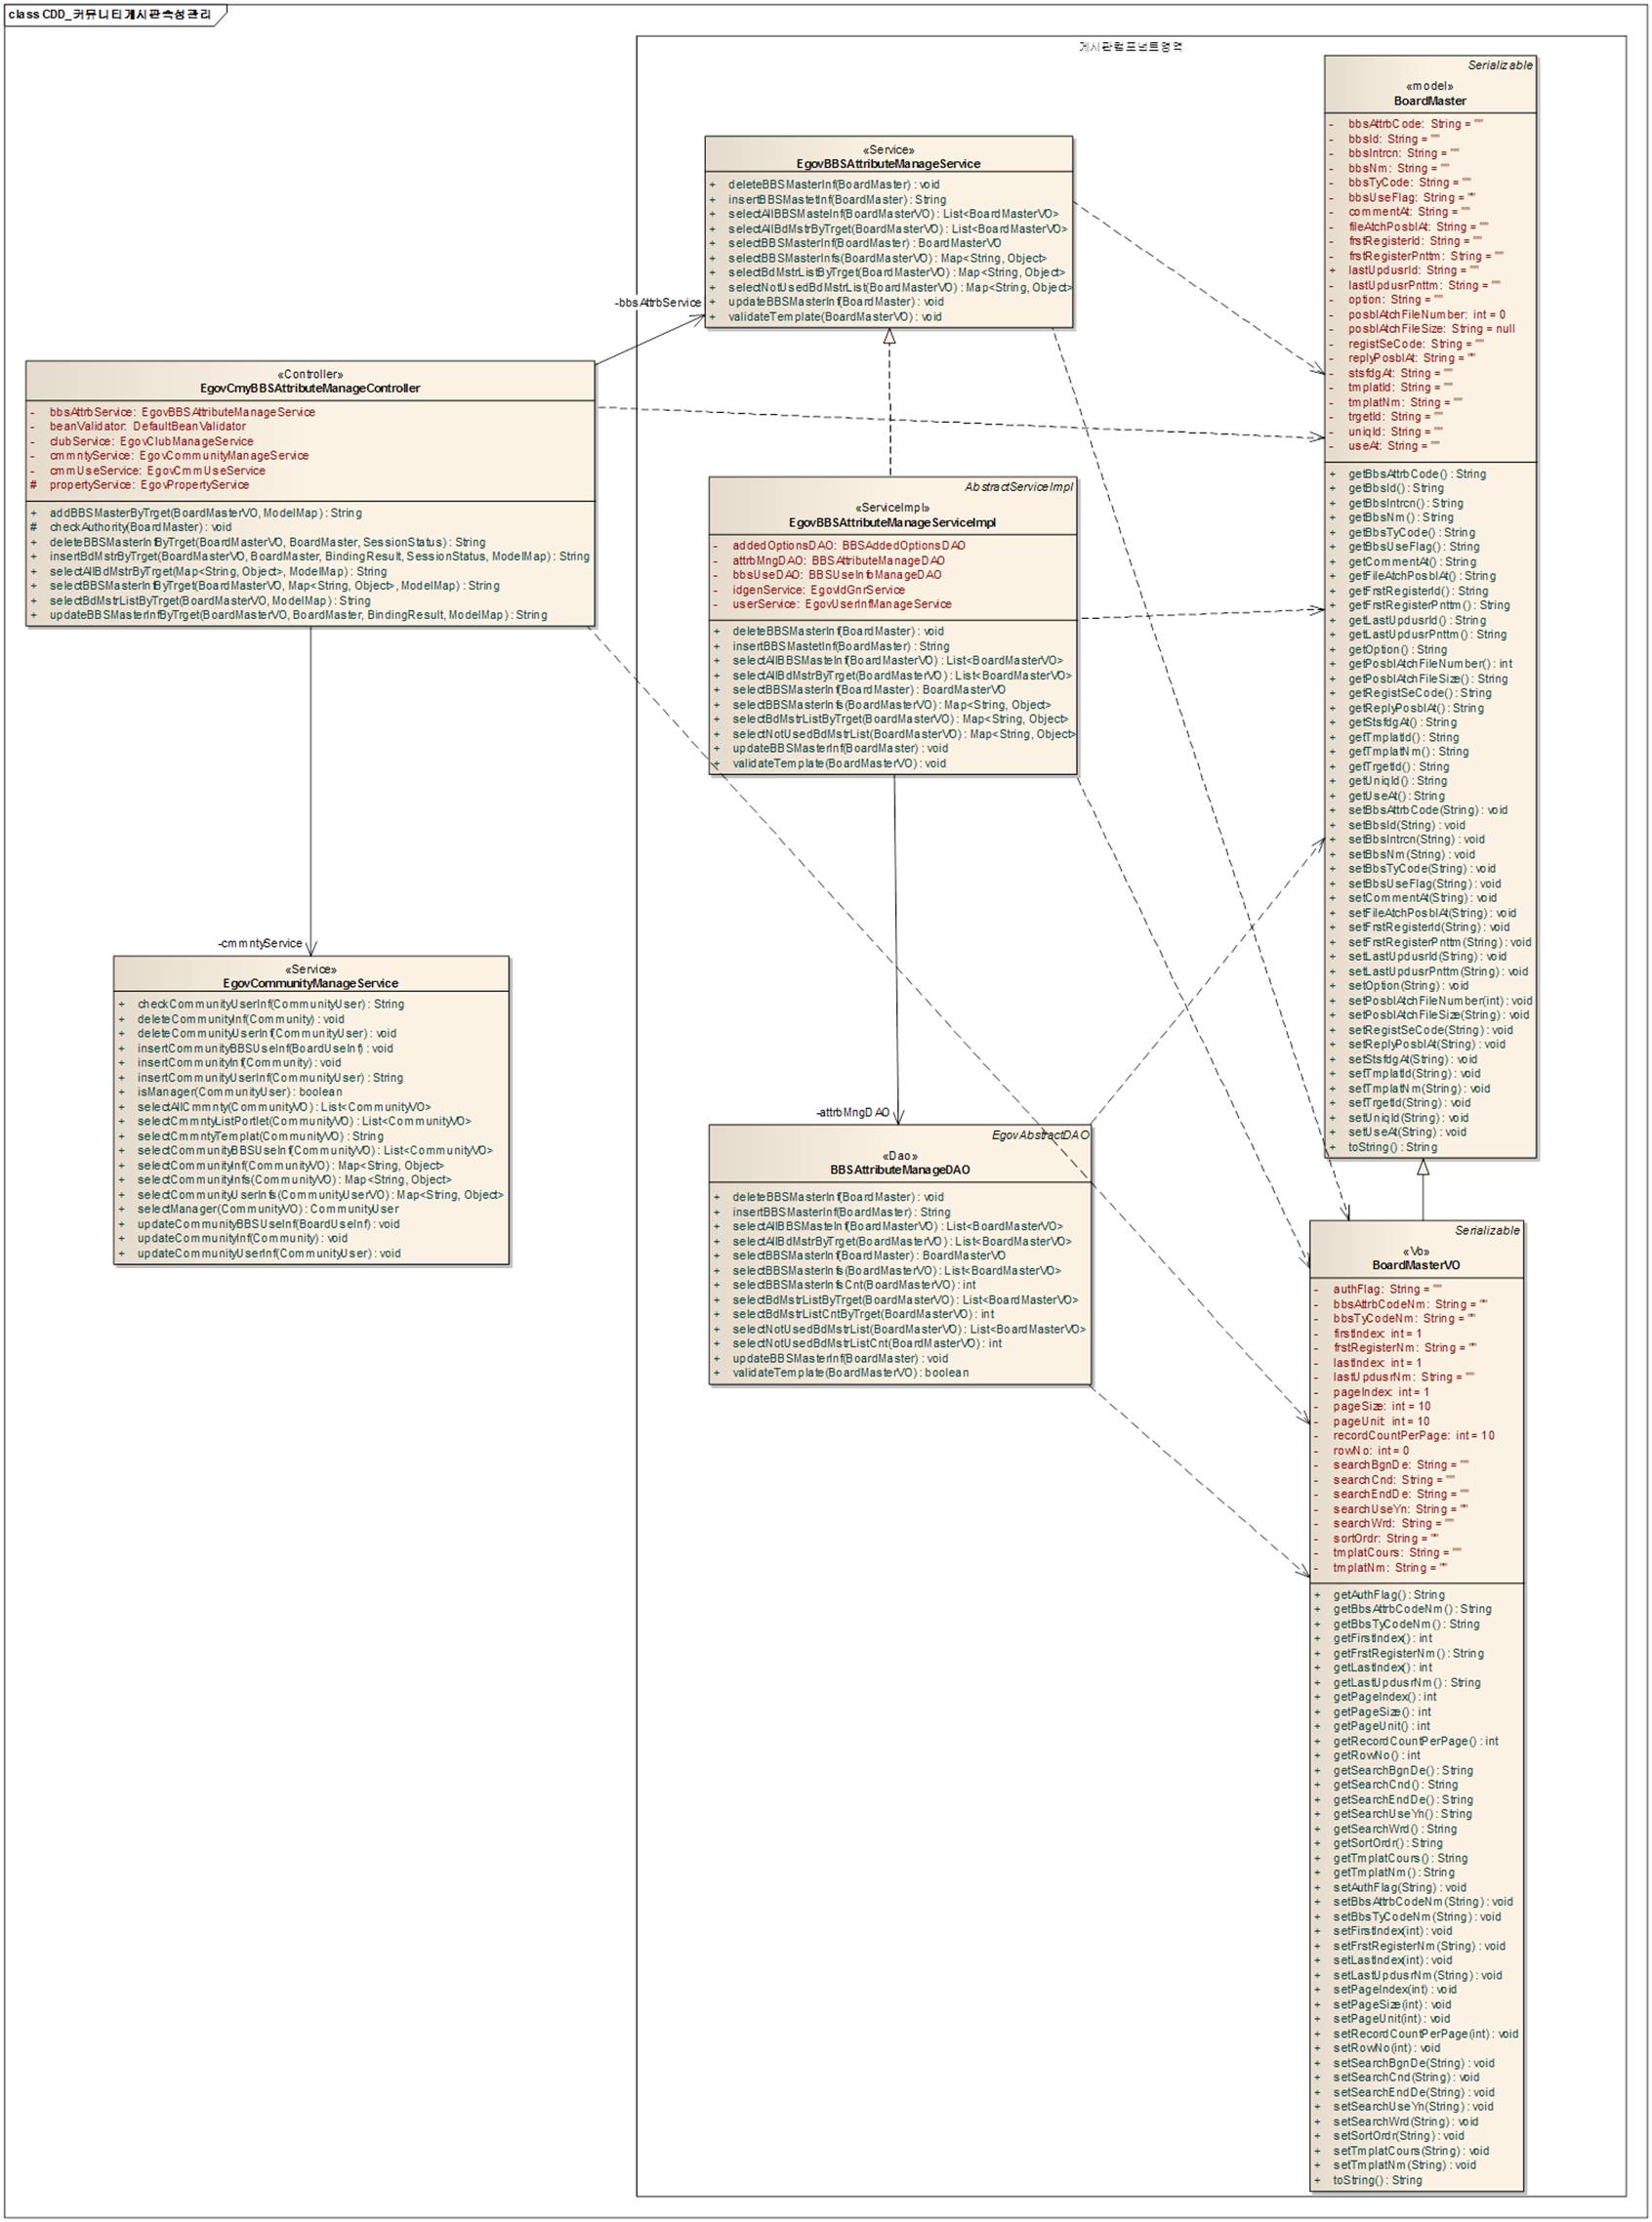 class CDD_커뮤니티게시판속성관리
게시판컴포넌트영역
Serializable
«model»
BoardMaster
- bbsAttrbCode: String = ""
- bbsId: String = ""
- bbsIntrcn: String = ""
- bbsNm: String = ""
- bbsTyCode: String = ""
- bbsUseFlag: String = ""
- commentAt: String = ""
- fileAtchPosblAt: String = ""
- frstRegisterId: String = ""
- frstRegisterPnttm: String = ""
+ lastUpdusrId: String = ""
- lastUpdusrPnttm: String = ""
- option: String = ""
- posblAtchFileNumber: int = 0
- posblAtchFileSize: String = null
- registSeCode: String = ""
- replyPosblAt: String = ""
- stsfdgAt: String = ""
- tmplatId: String = ""
- tmplatNm: String = ""
- trgetId: String = ""
- uniqId: String = ""
- useAt: String = ""
+ getBbsAttrbCode() : String
+ getBbsId() : String
+ getBbsIntrcn() : String
+ getBbsNm() : String
+ getBbsTyCode() : String
+ getBbsUseFlag() : String
+ getCommentAt() : String
+ getFileAtchPosblAt() : String
+ getFrstRegisterId() : String
+ getFrstRegisterPnttm() : String
+ getLastUpdusrId() : String
+ getLastUpdusrPnttm() : String
+ getOption() : String
+ getPosblAtchFileNumber() : int
+ getPosblAtchFileSize() : String
+ getRegistSeCode() : String
+ getReplyPosblAt() : String
+ getStsfdgAt() : String
+ getTmplatId() : String
+ getTmplatNm() : String
+ getTrgetId() : String
+ getUniqId() : String
+ getUseAt() : String
+ setBbsAttrbCode(String) : void
+ setBbsId(String) : void
+ setBbsIntrcn(String) : void
+ setBbsNm(String) : void
+ setBbsTyCode(String) : void
+ setBbsUseFlag(String) : void
+ setCommentAt(String) : void
+ setFileAtchPosblAt(String) : void
+ setFrstRegisterId(String) : void
+ setFrstRegisterPnttm(String) : void
+ setLastUpdusrId(String) : void
+ setLastUpdusrPnttm(String) : void
+ setOption(String) : void
+ setPosblAtchFileNumber(int) : void
+ setPosblAtchFileSize(String) : void
+ setRegistSeCode(String) : void
+ setReplyPosblAt(String) : void
+ setStsfdgAt(String) : void
+ setTmplatId(String) : void
+ setTmplatNm(String) : void
+ setTrgetId(String) : void
+ setUniqId(String) : void
+ setUseAt(String) : void
+ toString() : String
«Service»
EgovBBSAttributeManageService
+ deleteBBSMasterInf(BoardMaster) : void
+ insertBBSMastetInf(BoardMaster) : String
+ selectAllBBSMasteInf(BoardMasterVO) : List<BoardMasterVO>
+ selectAllBdMstrByTrget(BoardMasterVO) : List<BoardMasterVO>
+ selectBBSMasterInf(BoardMaster) : BoardMasterVO
+ selectBBSMasterInfs(BoardMasterVO) : Map<String, Object>
+ selectBdMstrListByTrget(BoardMasterVO) : Map<String, Object>
+ selectNotUsedBdMstrList(BoardMasterVO) : Map<String, Object>
+ updateBBSMasterInf(BoardMaster) : void
+ validateTemplate(BoardMasterVO) : void
-bbsAttrbService
«Controller»
EgovCmyBBSAttributeManageController
- bbsAttrbService: EgovBBSAttributeManageService
- beanValidator: DefaultBeanValidator
- clubService: EgovClubManageService
- cmmntyService: EgovCommunityManageService
- cmmUseService: EgovCmmUseService
# propertyService: EgovPropertyService
+ addBBSMasterByTrget(BoardMasterVO, ModelMap) : String
# checkAuthority(BoardMaster) : void
+ deleteBBSMasterInfByTrget(BoardMasterVO, BoardMaster, SessionStatus) : String
+ insertBdMstrByTrget(BoardMasterVO, BoardMaster, BindingResult, SessionStatus, ModelMap) : String
+ selectAllBdMstrByTrget(Map<String, Object>, ModelMap) : String
+ selectBBSMasterInfByTrget(BoardMasterVO, Map<String, Object>, ModelMap) : String
+ selectBdMstrListByTrget(BoardMasterVO, ModelMap) : String
+ updateBBSMasterInfByTrget(BoardMasterVO, BoardMaster, BindingResult, ModelMap) : String
AbstractServiceImpl
«ServiceImpl»
EgovBBSAttributeManageServiceImpl
- addedOptionsDAO: BBSAddedOptionsDAO
- attrbMngDAO: BBSAttributeManageDAO
- bbsUseDAO: BBSUseInfoManageDAO
- idgenService: EgovIdGnrService
- userService: EgovUserInfManageService
+ deleteBBSMasterInf(BoardMaster) : void
+ insertBBSMastetInf(BoardMaster) : String
+ selectAllBBSMasteInf(BoardMasterVO) : List<BoardMasterVO>
+ selectAllBdMstrByTrget(BoardMasterVO) : List<BoardMasterVO>
+ selectBBSMasterInf(BoardMaster) : BoardMasterVO
+ selectBBSMasterInfs(BoardMasterVO) : Map<String, Object>
+ selectBdMstrListByTrget(BoardMasterVO) : Map<String, Object>
+ selectNotUsedBdMstrList(BoardMasterVO) : Map<String, Object>
+ updateBBSMasterInf(BoardMaster) : void
+ validateTemplate(BoardMasterVO) : void
-cmmntyService
«Service»
EgovCommunityManageService
+ checkCommunityUserInf(CommunityUser) : String
+ deleteCommunityInf(Community) : void
+ deleteCommunityUserInf(CommunityUser) : void
+ insertCommunityBBSUseInf(BoardUseInf) : void
+ insertCommunityInf(Community) : void
+ insertCommunityUserInf(CommunityUser) : String
+ isManager(CommunityUser) : boolean
+ selectAllCmmnty(CommunityVO) : List<CommunityVO>
+ selectCmmntyListPortlet(CommunityVO) : List<CommunityVO>
+ selectCmmntyTemplat(CommunityVO) : String
+ selectCommunityBBSUseInf(CommunityVO) : List<CommunityVO>
+ selectCommunityInf(CommunityVO) : Map<String, Object>
+ selectCommunityInfs(CommunityVO) : Map<String, Object>
+ selectCommunityUserInfs(CommunityUserVO) : Map<String, Object>
+ selectManager(CommunityVO) : CommunityUser
+ updateCommunityBBSUseInf(BoardUseInf) : void
+ updateCommunityInf(Community) : void
+ updateCommunityUserInf(CommunityUser) : void
-attrbMngDAO
EgovAbstractDAO
«Dao»
BBSAttributeManageDAO
+ deleteBBSMasterInf(BoardMaster) : void
+ insertBBSMasterInf(BoardMaster) : String
+ selectAllBBSMasteInf(BoardMasterVO) : List<BoardMasterVO>
+ selectAllBdMstrByTrget(BoardMasterVO) : List<BoardMasterVO>
+ selectBBSMasterInf(BoardMaster) : BoardMasterVO
+ selectBBSMasterInfs(BoardMasterVO) : List<BoardMasterVO>
+ selectBBSMasterInfsCnt(BoardMasterVO) : int
+ selectBdMstrListByTrget(BoardMasterVO) : List<BoardMasterVO>
+ selectBdMstrListCntByTrget(BoardMasterVO) : int
+ selectNotUsedBdMstrList(BoardMasterVO) : List<BoardMasterVO>
+ selectNotUsedBdMstrListCnt(BoardMasterVO) : int
+ updateBBSMasterInf(BoardMaster) : void
+ validateTemplate(BoardMasterVO) : boolean
Serializable
«Vo»
BoardMasterVO
- authFlag: String = ""
- bbsAttrbCodeNm: String = ""
- bbsTyCodeNm: String = ""
- firstIndex: int = 1
- frstRegisterNm: String = ""
- lastIndex: int = 1
- lastUpdusrNm: String = ""
- pageIndex: int = 1
- pageSize: int = 10
- pageUnit: int = 10
- recordCountPerPage: int = 10
- rowNo: int = 0
- searchBgnDe: String = ""
- searchCnd: String = ""
- searchEndDe: String = ""
- searchUseYn: String = ""
- searchWrd: String = ""
- sortOrdr: String = ""
- tmplatCours: String = ""
- tmplatNm: String = ""
+ getAuthFlag() : String
+ getBbsAttrbCodeNm() : String
+ getBbsTyCodeNm() : String
+ getFirstIndex() : int
+ getFrstRegisterNm() : String
+ getLastIndex() : int
+ getLastUpdusrNm() : String
+ getPageIndex() : int
+ getPageSize() : int
+ getPageUnit() : int
+ getRecordCountPerPage() : int
+ getRowNo() : int
+ getSearchBgnDe() : String
+ getSearchCnd() : String
+ getSearchEndDe() : String
+ getSearchUseYn() : String
+ getSearchWrd() : String
+ getSortOrdr() : String
+ getTmplatCours() : String
+ getTmplatNm() : String
+ setAuthFlag(String) : void
+ setBbsAttrbCodeNm(String) : void
+ setBbsTyCodeNm(String) : void
+ setFirstIndex(int) : void
+ setFrstRegisterNm(String) : void
+ setLastIndex(int) : void
+ setLastUpdusrNm(String) : void
+ setPageIndex(int) : void
+ setPageSize(int) : void
+ setPageUnit(int) : void
+ setRecordCountPerPage(int) : void
+ setRowNo(int) : void
+ setSearchBgnDe(String) : void
+ setSearchCnd(String) : void
+ setSearchEndDe(String) : void
+ setSearchUseYn(String) : void
+ setSearchWrd(String) : void
+ setSortOrdr(String) : void
+ setTmplatCours(String) : void
+ setTmplatNm(String) : void
+ toString() : String